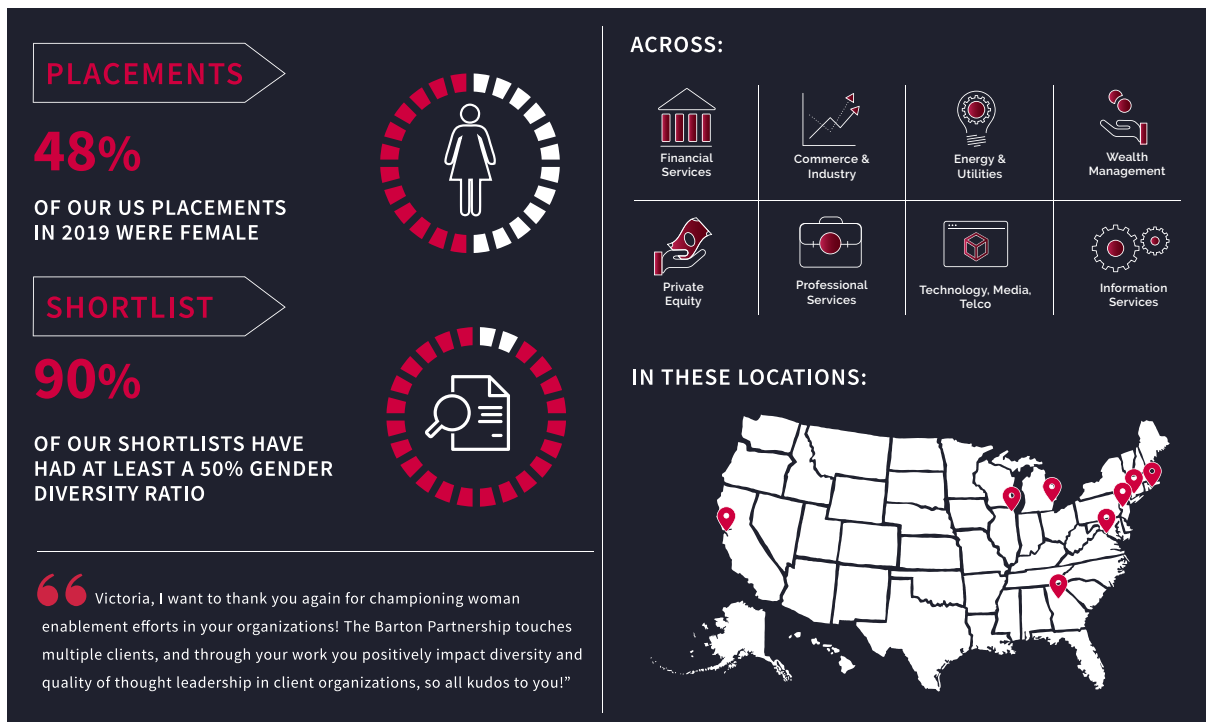 PLACEMENTS
48%
OF OUR US PLACEMENTS
IN 2019 WERE FEMALE
SHORTLIST
90%
OF OUR SHORTLISTS HAVE
HAD AT LEAST A 50% GENDER
DIVERSITY RATIO
“ Victoria, I want to thank you again for championing woman
enablement efforts in your organizations! The Barton Partnership touches
multiple clients, and through your work you positively impact diversity and
quality of thought leadership in client organizations, so all kudos to you!”
ACROSS:
Financial
Services
Commerce &
Industry
Energy &
Utilities
Wealth
Management
Private
Equity
Professional
Services
Technology, Media,
Telco
Information
Services
IN THESE LOCATIONS: